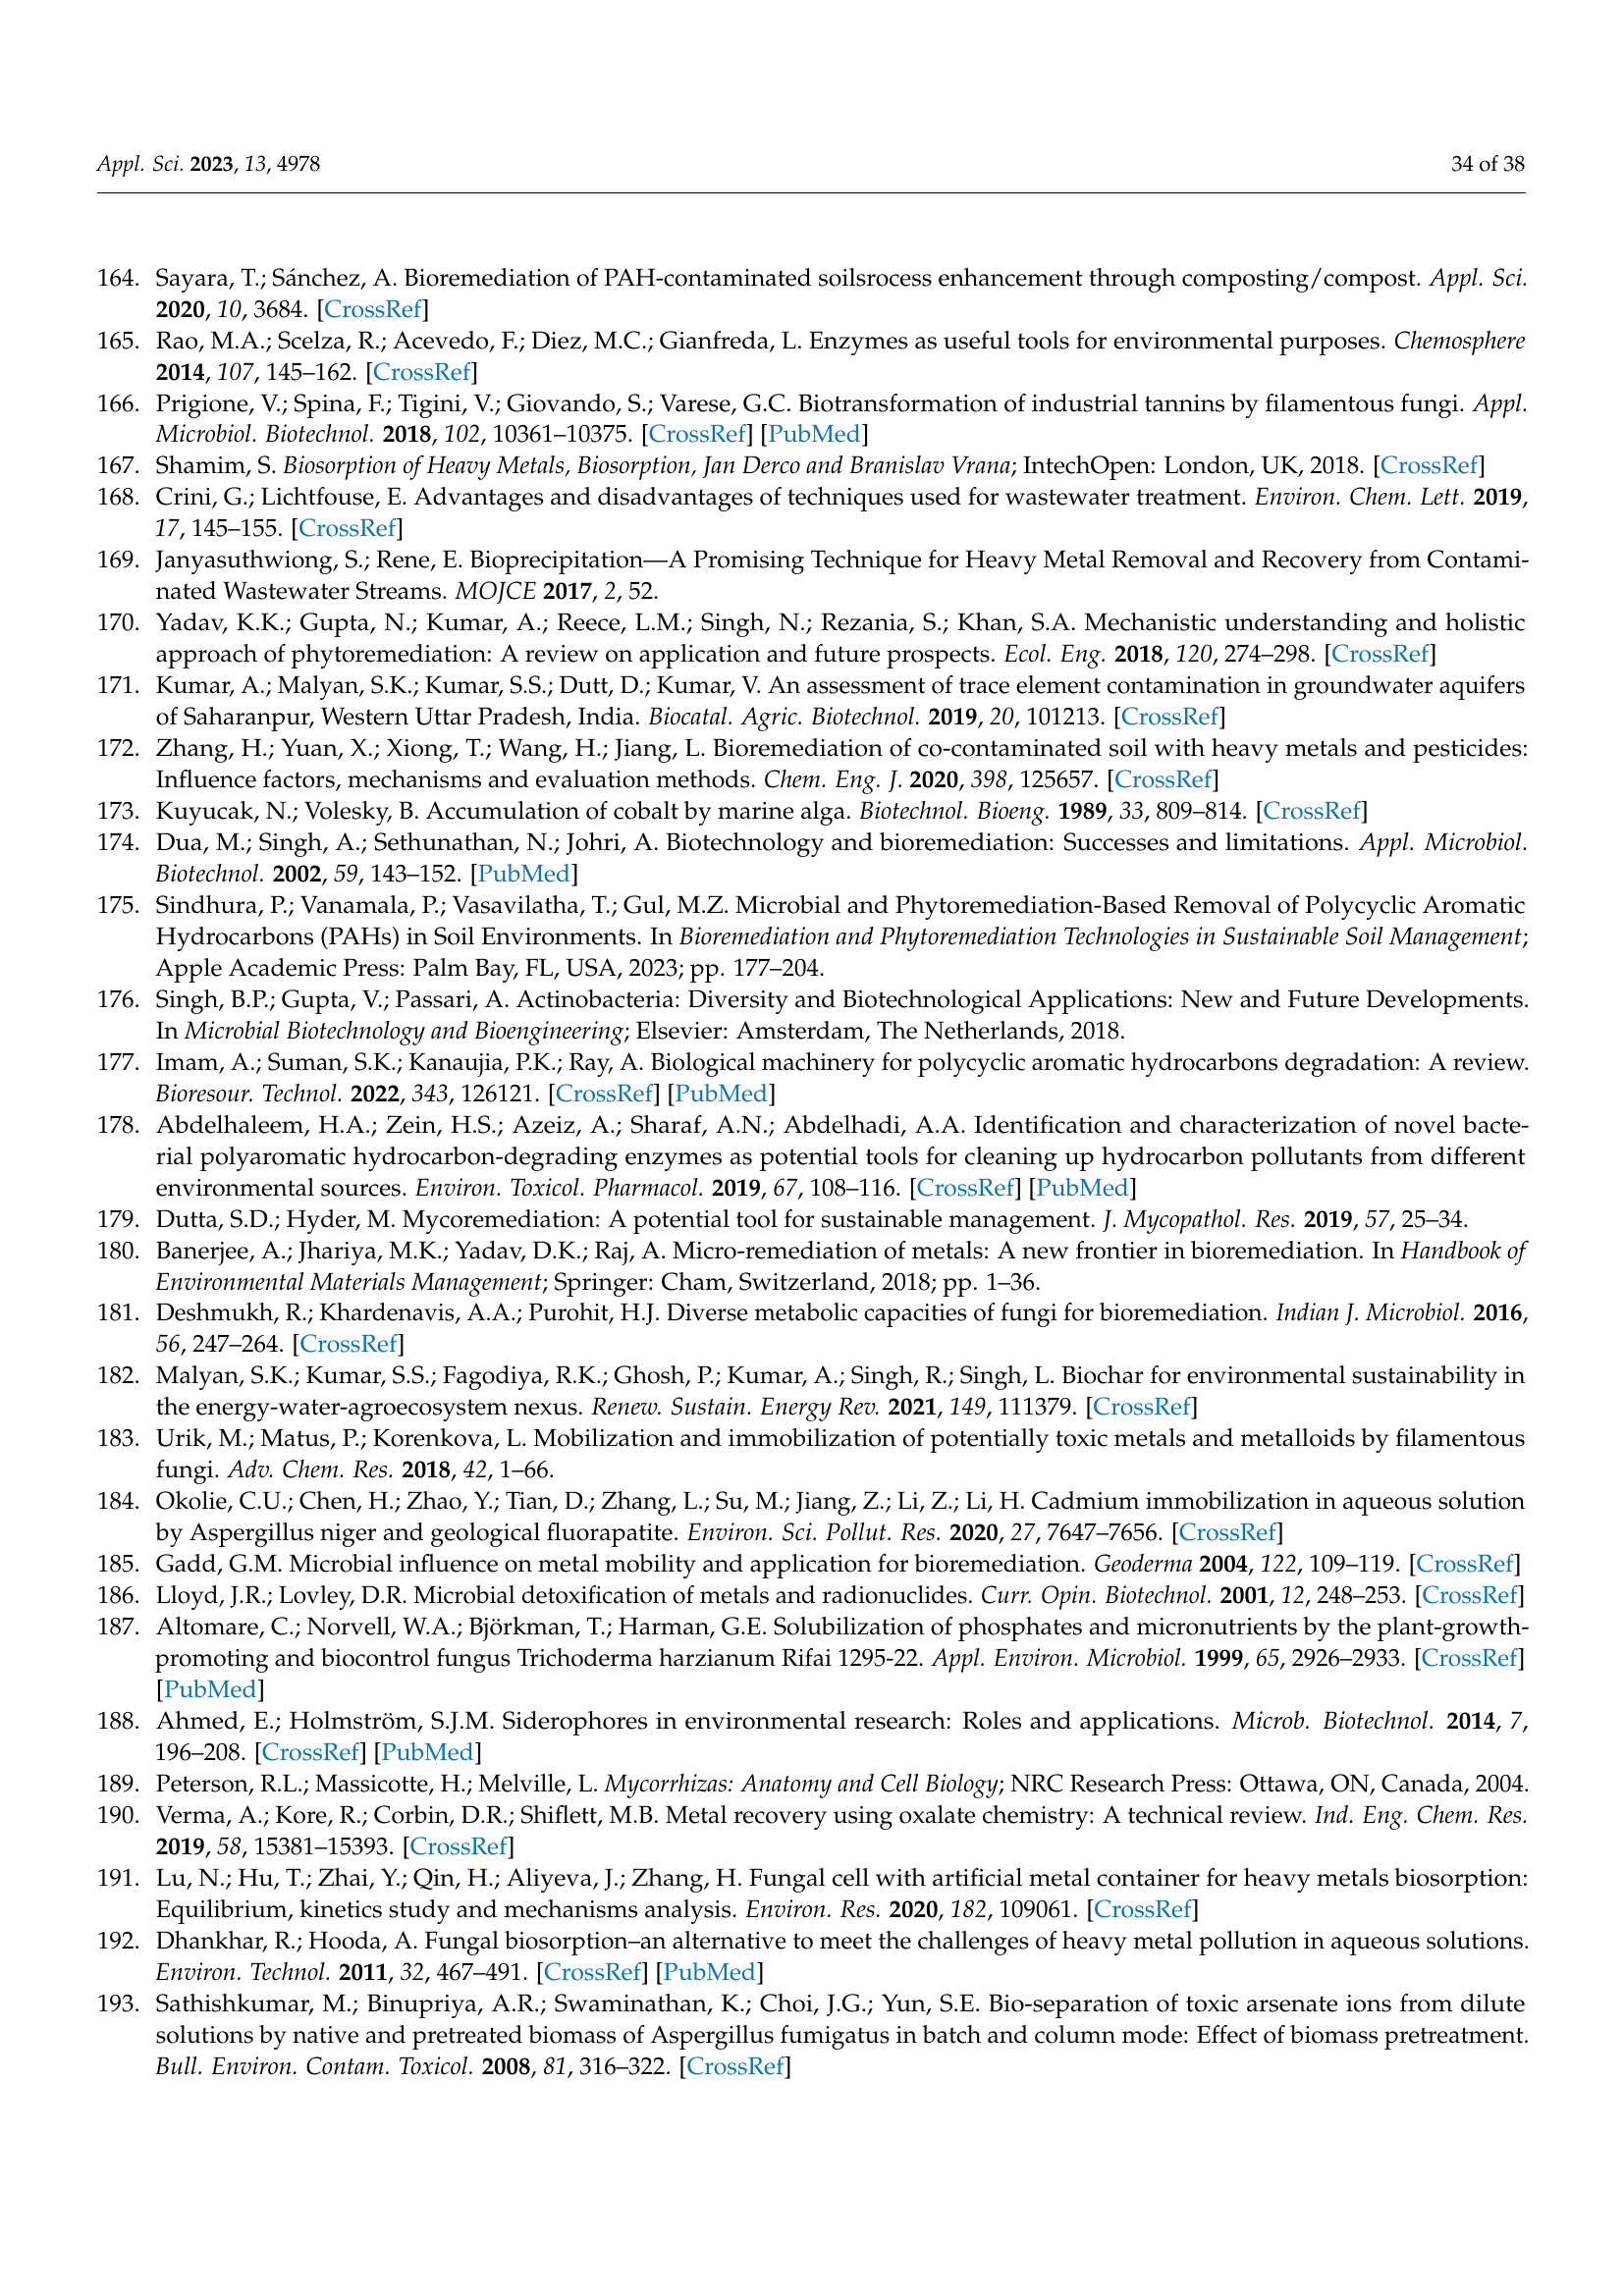 Appl. Sci. 2023, 13, 4978
34 of 38
164. Sayara, T.; Sánchez, A. Bioremediation of PAH-contaminated soilsrocess enhancement through composting/compost. Appl. Sci.
2020, 10, 3684. [CrossRef]
165. Rao, M.A.; Scelza, R.; Acevedo, F.; Diez, M.C.; Gianfreda, L. Enzymes as useful tools for environmental purposes. Chemosphere
2014, 107, 145–162. [CrossRef]
166. Prigione, V.; Spina, F.; Tigini, V.; Giovando, S.; Varese, G.C. Biotransformation of industrial tannins by filamentous fungi. Appl.
Microbiol. Biotechnol. 2018, 102, 10361–10375. [CrossRef] [PubMed]
167. Shamim, S. Biosorption of Heavy Metals, Biosorption, Jan Derco and Branislav Vrana; IntechOpen: London, UK, 2018. [CrossRef]
168. Crini, G.; Lichtfouse, E. Advantages and disadvantages of techniques used for wastewater treatment. Environ. Chem. Lett. 2019,
17, 145–155. [CrossRef]
169. Janyasuthwiong, S.; Rene, E. Bioprecipitation—A Promising Technique for Heavy Metal Removal and Recovery from Contami-
nated Wastewater Streams. MOJCE 2017, 2, 52.
170. Yadav, K.K.; Gupta, N.; Kumar, A.; Reece, L.M.; Singh, N.; Rezania, S.; Khan, S.A. Mechanistic understanding and holistic
approach of phytoremediation: A review on application and future prospects. Ecol. Eng. 2018, 120, 274–298. [CrossRef]
171. Kumar, A.; Malyan, S.K.; Kumar, S.S.; Dutt, D.; Kumar, V. An assessment of trace element contamination in groundwater aquifers
of Saharanpur, Western Uttar Pradesh, India. Biocatal. Agric. Biotechnol. 2019, 20, 101213. [CrossRef]
172. Zhang, H.; Yuan, X.; Xiong, T.; Wang, H.; Jiang, L. Bioremediation of co-contaminated soil with heavy metals and pesticides:
Influence factors, mechanisms and evaluation methods. Chem. Eng. J. 2020, 398, 125657. [CrossRef]
173. Kuyucak, N.; Volesky, B. Accumulation of cobalt by marine alga. Biotechnol. Bioeng. 1989, 33, 809–814. [CrossRef]
174. Dua, M.; Singh, A.; Sethunathan, N.; Johri, A. Biotechnology and bioremediation: Successes and limitations. Appl. Microbiol.
Biotechnol. 2002, 59, 143–152. [PubMed]
175. Sindhura, P.; Vanamala, P.; Vasavilatha, T.; Gul, M.Z. Microbial and Phytoremediation-Based Removal of Polycyclic Aromatic
Hydrocarbons (PAHs) in Soil Environments. In Bioremediation and Phytoremediation Technologies in Sustainable Soil Management;
Apple Academic Press: Palm Bay, FL, USA, 2023; pp. 177–204.
176. Singh, B.P.; Gupta, V.; Passari, A. Actinobacteria: Diversity and Biotechnological Applications: New and Future Developments.
In Microbial Biotechnology and Bioengineering; Elsevier: Amsterdam, The Netherlands, 2018.
177. Imam, A.; Suman, S.K.; Kanaujia, P.K.; Ray, A. Biological machinery for polycyclic aromatic hydrocarbons degradation: A review.
Bioresour. Technol. 2022, 343, 126121. [CrossRef] [PubMed]
178. Abdelhaleem, H.A.; Zein, H.S.; Azeiz, A.; Sharaf, A.N.; Abdelhadi, A.A. Identification and characterization of novel bacte-
rial polyaromatic hydrocarbon-degrading enzymes as potential tools for cleaning up hydrocarbon pollutants from different
environmental sources. Environ. Toxicol. Pharmacol. 2019, 67, 108–116. [CrossRef] [PubMed]
179. Dutta, S.D.; Hyder, M. Mycoremediation: A potential tool for sustainable management. J. Mycopathol. Res. 2019, 57, 25–34.
180. Banerjee, A.; Jhariya, M.K.; Yadav, D.K.; Raj, A. Micro-remediation of metals: A new frontier in bioremediation. In Handbook of
Environmental Materials Management; Springer: Cham, Switzerland, 2018; pp. 1–36.
181. Deshmukh, R.; Khardenavis, A.A.; Purohit, H.J. Diverse metabolic capacities of fungi for bioremediation. Indian J. Microbiol. 2016,
56, 247–264. [CrossRef]
182. Malyan, S.K.; Kumar, S.S.; Fagodiya, R.K.; Ghosh, P.; Kumar, A.; Singh, R.; Singh, L. Biochar for environmental sustainability in
the energy-water-agroecosystem nexus. Renew. Sustain. Energy Rev. 2021, 149, 111379. [CrossRef]
183. Urik, M.; Matus, P.; Korenkova, L. Mobilization and immobilization of potentially toxic metals and metalloids by filamentous
fungi. Adv. Chem. Res. 2018, 42, 1–66.
184. Okolie, C.U.; Chen, H.; Zhao, Y.; Tian, D.; Zhang, L.; Su, M.; Jiang, Z.; Li, Z.; Li, H. Cadmium immobilization in aqueous solution
by Aspergillus niger and geological fluorapatite. Environ. Sci. Pollut. Res. 2020, 27, 7647–7656. [CrossRef]
185. Gadd, G.M. Microbial influence on metal mobility and application for bioremediation. Geoderma 2004, 122, 109–119. [CrossRef]
186. Lloyd, J.R.; Lovley, D.R. Microbial detoxification of metals and radionuclides. Curr. Opin. Biotechnol. 2001, 12, 248–253. [CrossRef]
187. Altomare, C.; Norvell, W.A.; Björkman, T.; Harman, G.E. Solubilization of phosphates and micronutrients by the plant-growth-
promoting and biocontrol fungus Trichoderma harzianum Rifai 1295-22. Appl. Environ. Microbiol. 1999, 65, 2926–2933. [CrossRef]
[PubMed]
188. Ahmed, E.; Holmström, S.J.M. Siderophores in environmental research: Roles and applications. Microb. Biotechnol. 2014, 7,
196–208. [CrossRef] [PubMed]
189. Peterson, R.L.; Massicotte, H.; Melville, L. Mycorrhizas: Anatomy and Cell Biology; NRC Research Press: Ottawa, ON, Canada, 2004.
190. Verma, A.; Kore, R.; Corbin, D.R.; Shiflett, M.B. Metal recovery using oxalate chemistry: A technical review. Ind. Eng. Chem. Res.
2019, 58, 15381–15393. [CrossRef]
191. Lu, N.; Hu, T.; Zhai, Y.; Qin, H.; Aliyeva, J.; Zhang, H. Fungal cell with artificial metal container for heavy metals biosorption:
Equilibrium, kinetics study and mechanisms analysis. Environ. Res. 2020, 182, 109061. [CrossRef]
192. Dhankhar, R.; Hooda, A. Fungal biosorption–an alternative to meet the challenges of heavy metal pollution in aqueous solutions.
Environ. Technol. 2011, 32, 467–491. [CrossRef] [PubMed]
193. Sathishkumar, M.; Binupriya, A.R.; Swaminathan, K.; Choi, J.G.; Yun, S.E. Bio-separation of toxic arsenate ions from dilute
solutions by native and pretreated biomass of Aspergillus fumigatus in batch and column mode: Effect of biomass pretreatment.
Bull. Environ. Contam. Toxicol. 2008, 81, 316–322. [CrossRef]